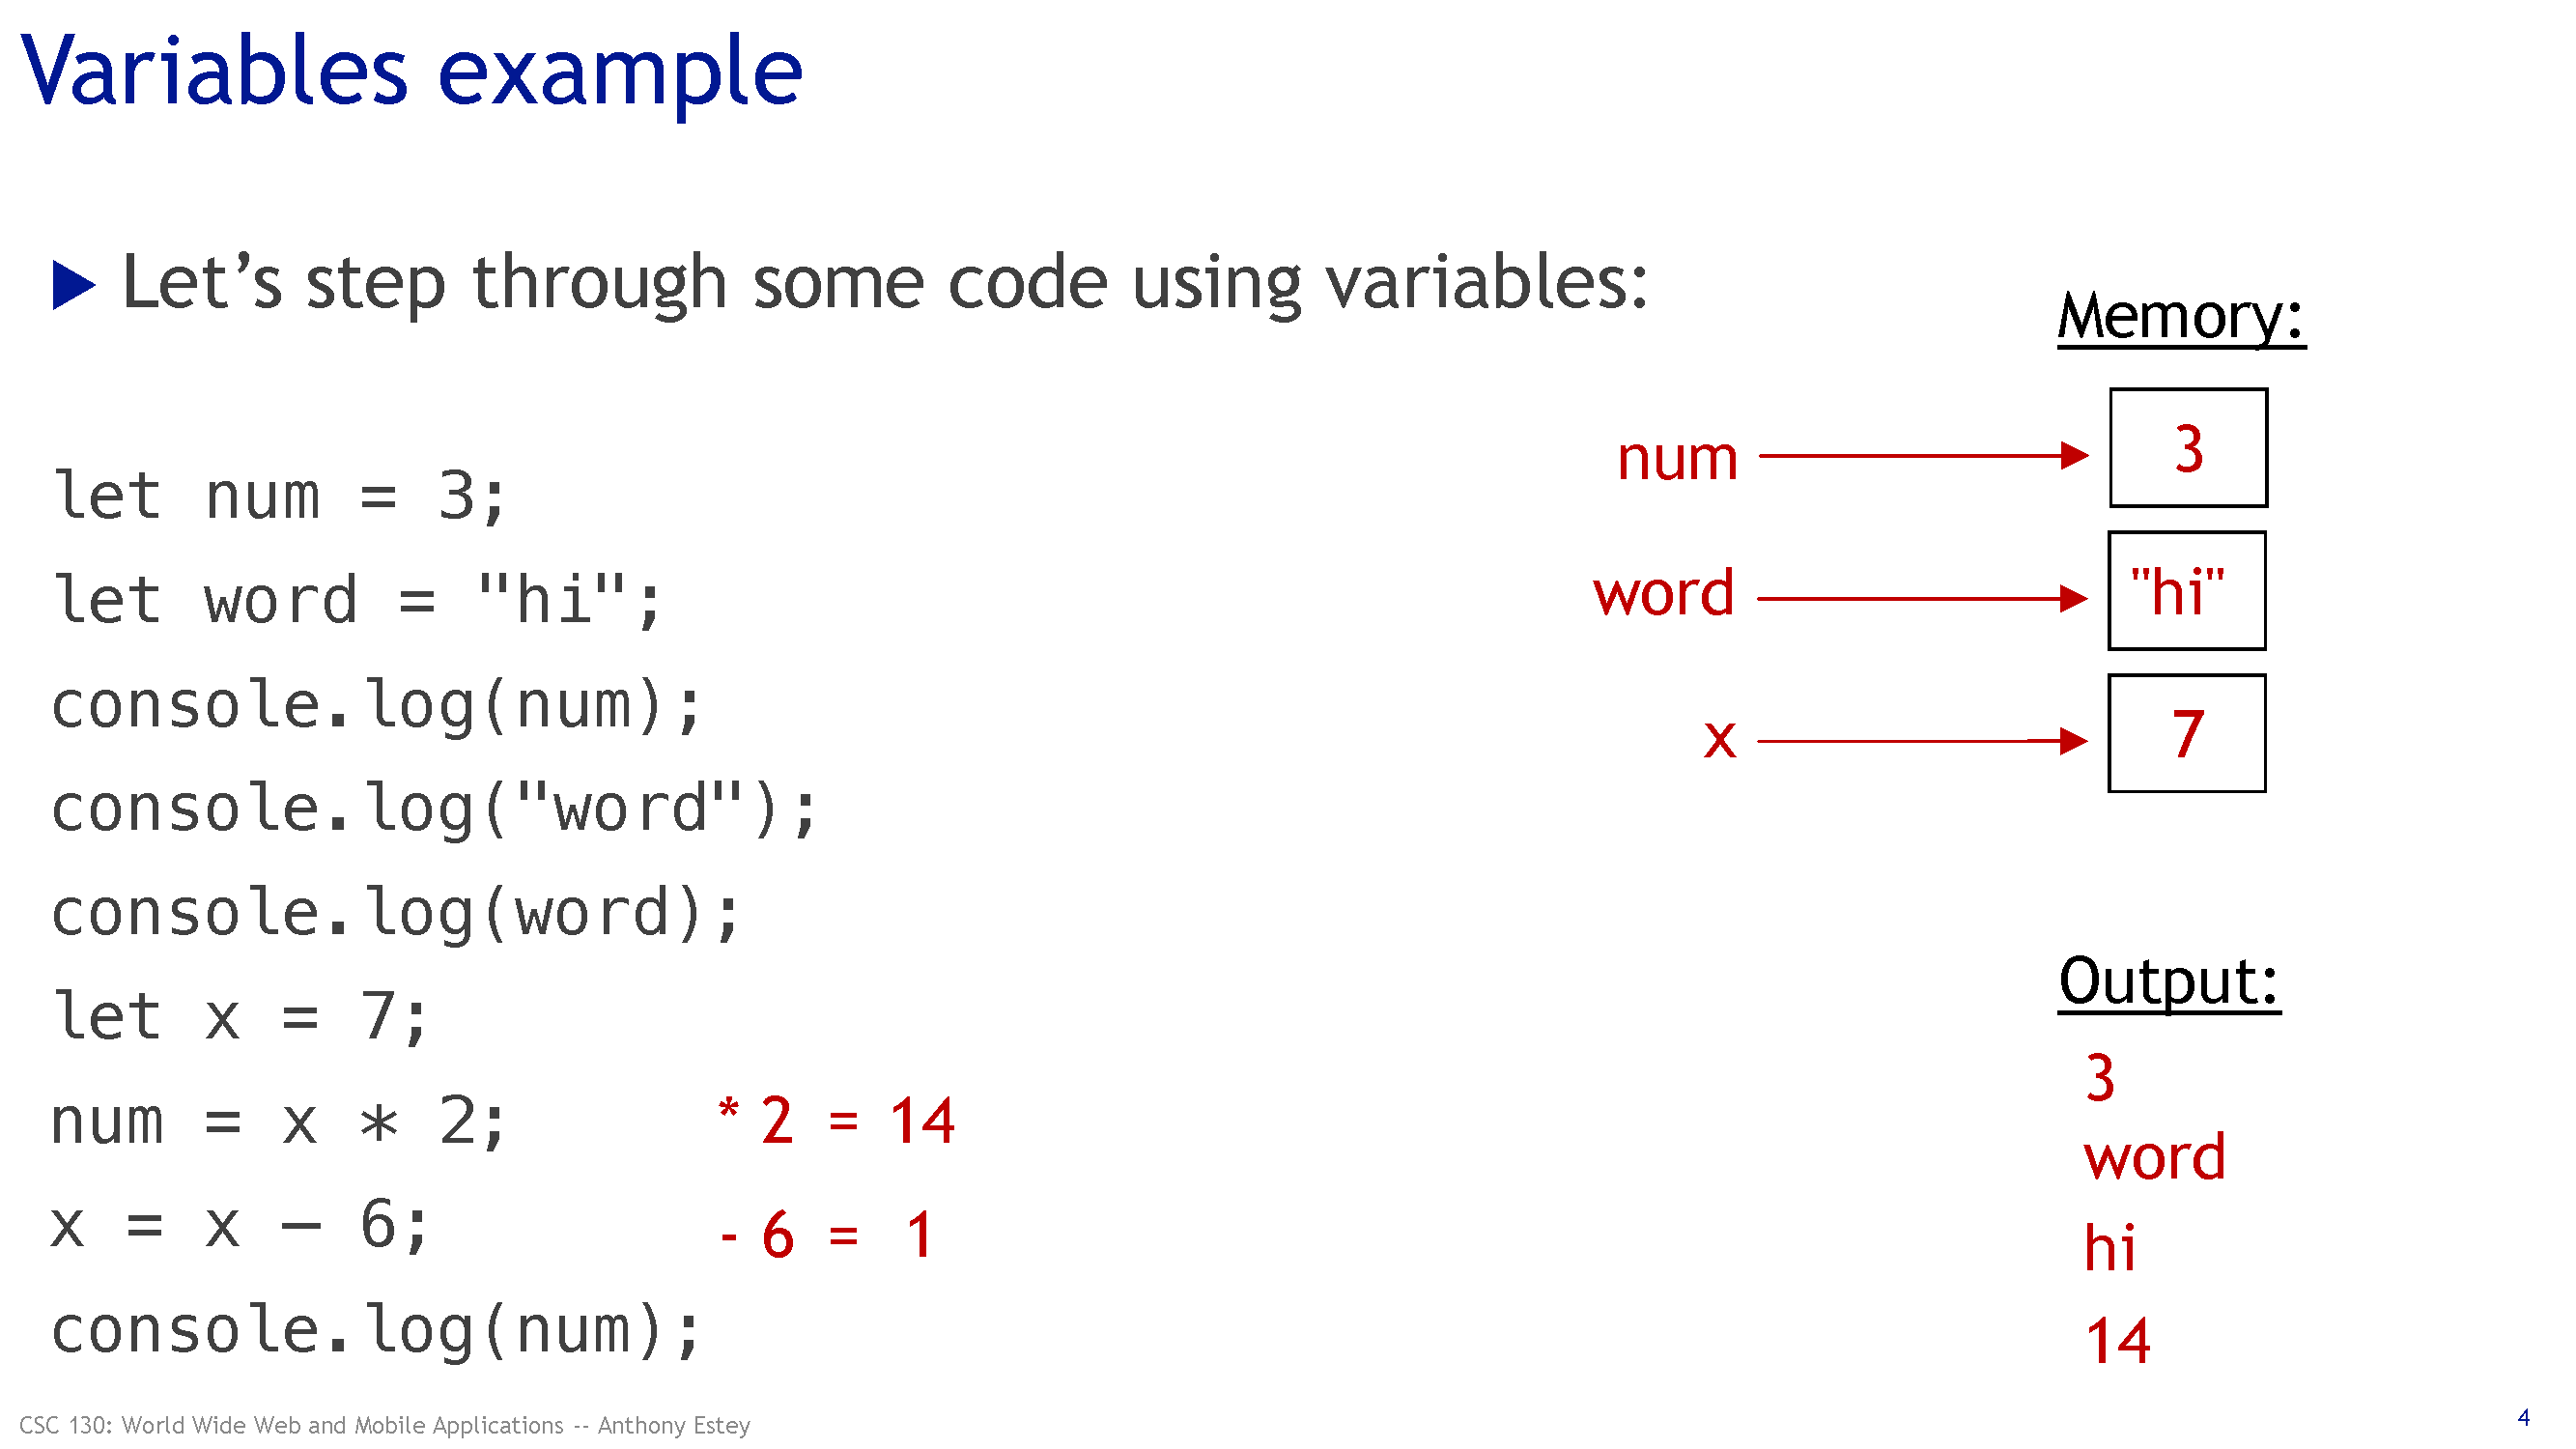 Variables example
▶ Let’s step through some code using variables:
let num = 3;
let word = "hi";
console.log(num);
console.log("word");
console.log(word);
let x = 7;
num = x * 2; * 2 = 14
x = x – 6; - 6 = 1
console.log(num);
Memory:
num 3
word "hi"
x 7
Output:
3
word
hi
14
CSC 130: World Wide Web and Mobile Applications -- Anthony Estey
4